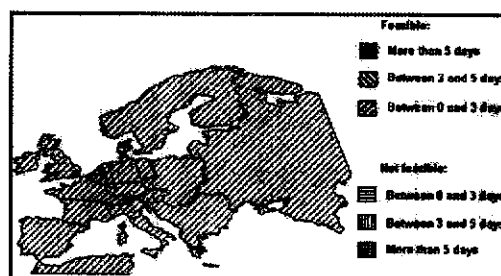 Feasible:
More than 5 days
Between 3 and 5 days
Between 0 and 3 days
Not feasible:
Between 0 and 3 days
Between 3 and 5 days
More than 5 days